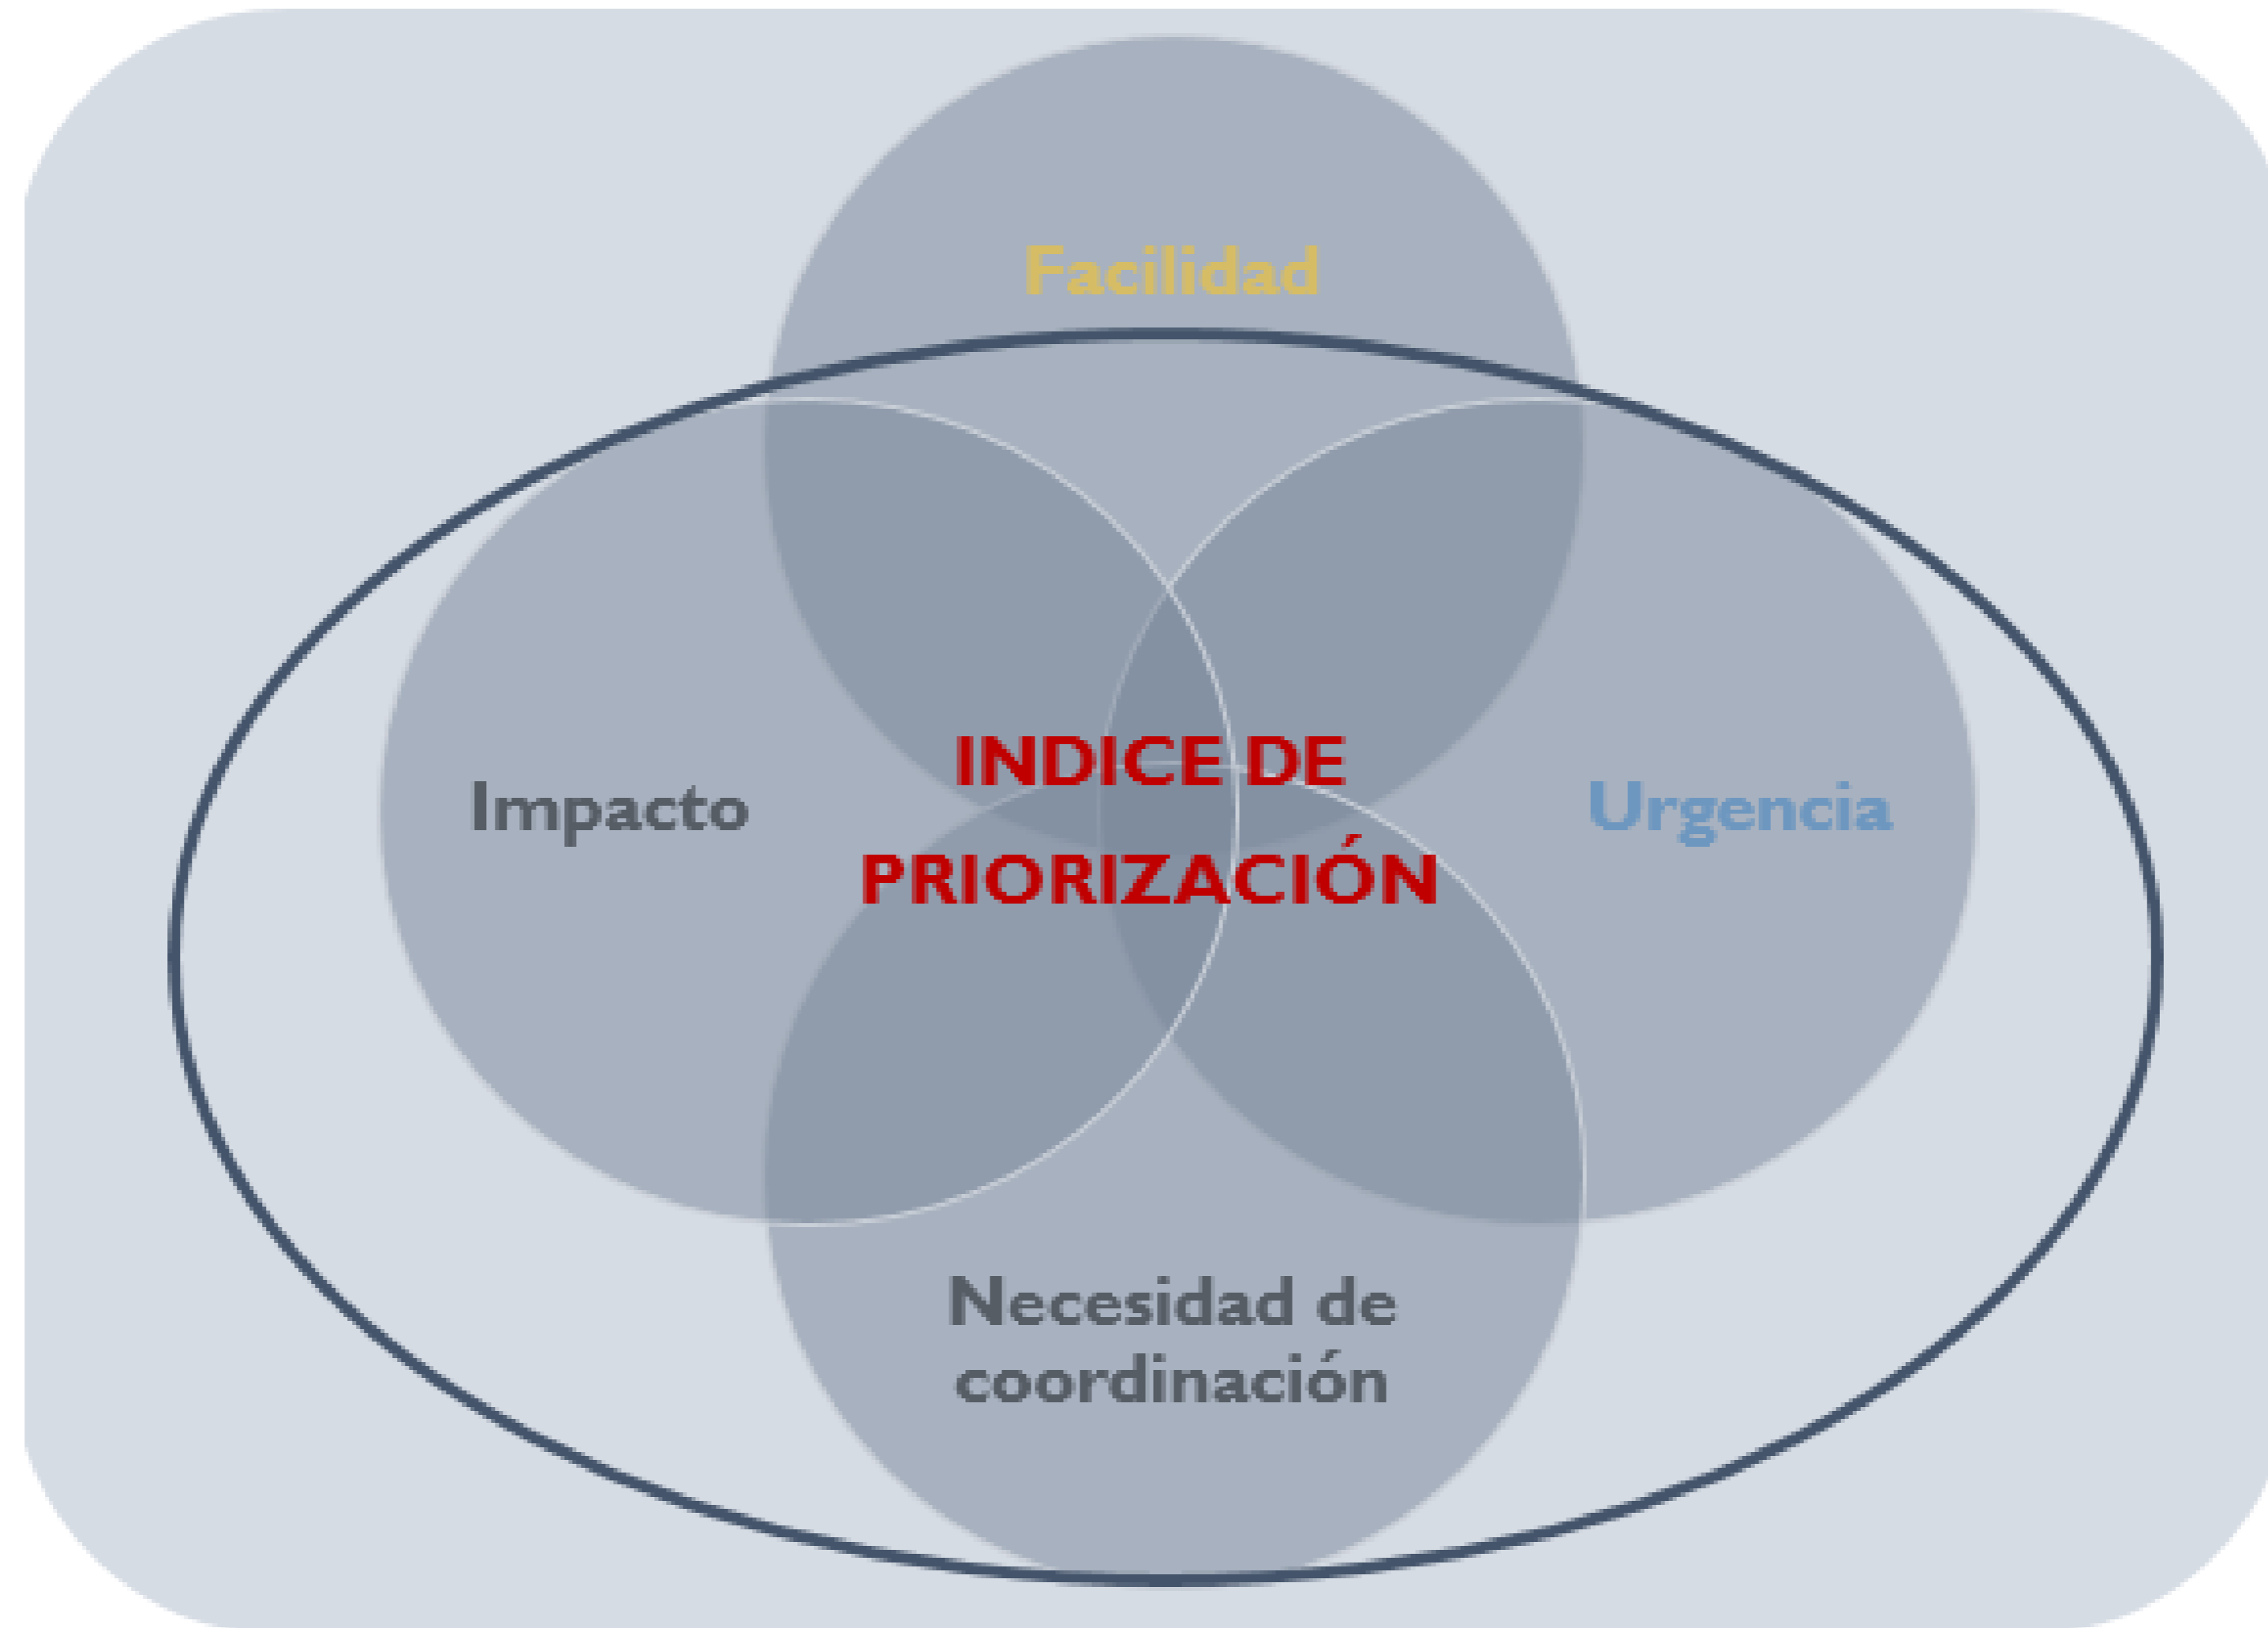 Facilidad
INDICE DE
PRIORIZACIÓN
Impacto
Urgencia
Necesidad de
coordinación